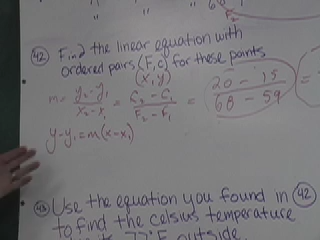 42 Find the linear equation with
ordered pairs (F, C) for these points
(x, y)
m = y₂ - y₁ / x₂ - x₁ = C₂ - C₁ / F₂ - F₁ = 20 - 15 / 68 - 59 =
y - y₁ = m(x - x₁)
43 Use the equation you found in 42
to find the celsius temperature
77°F outside